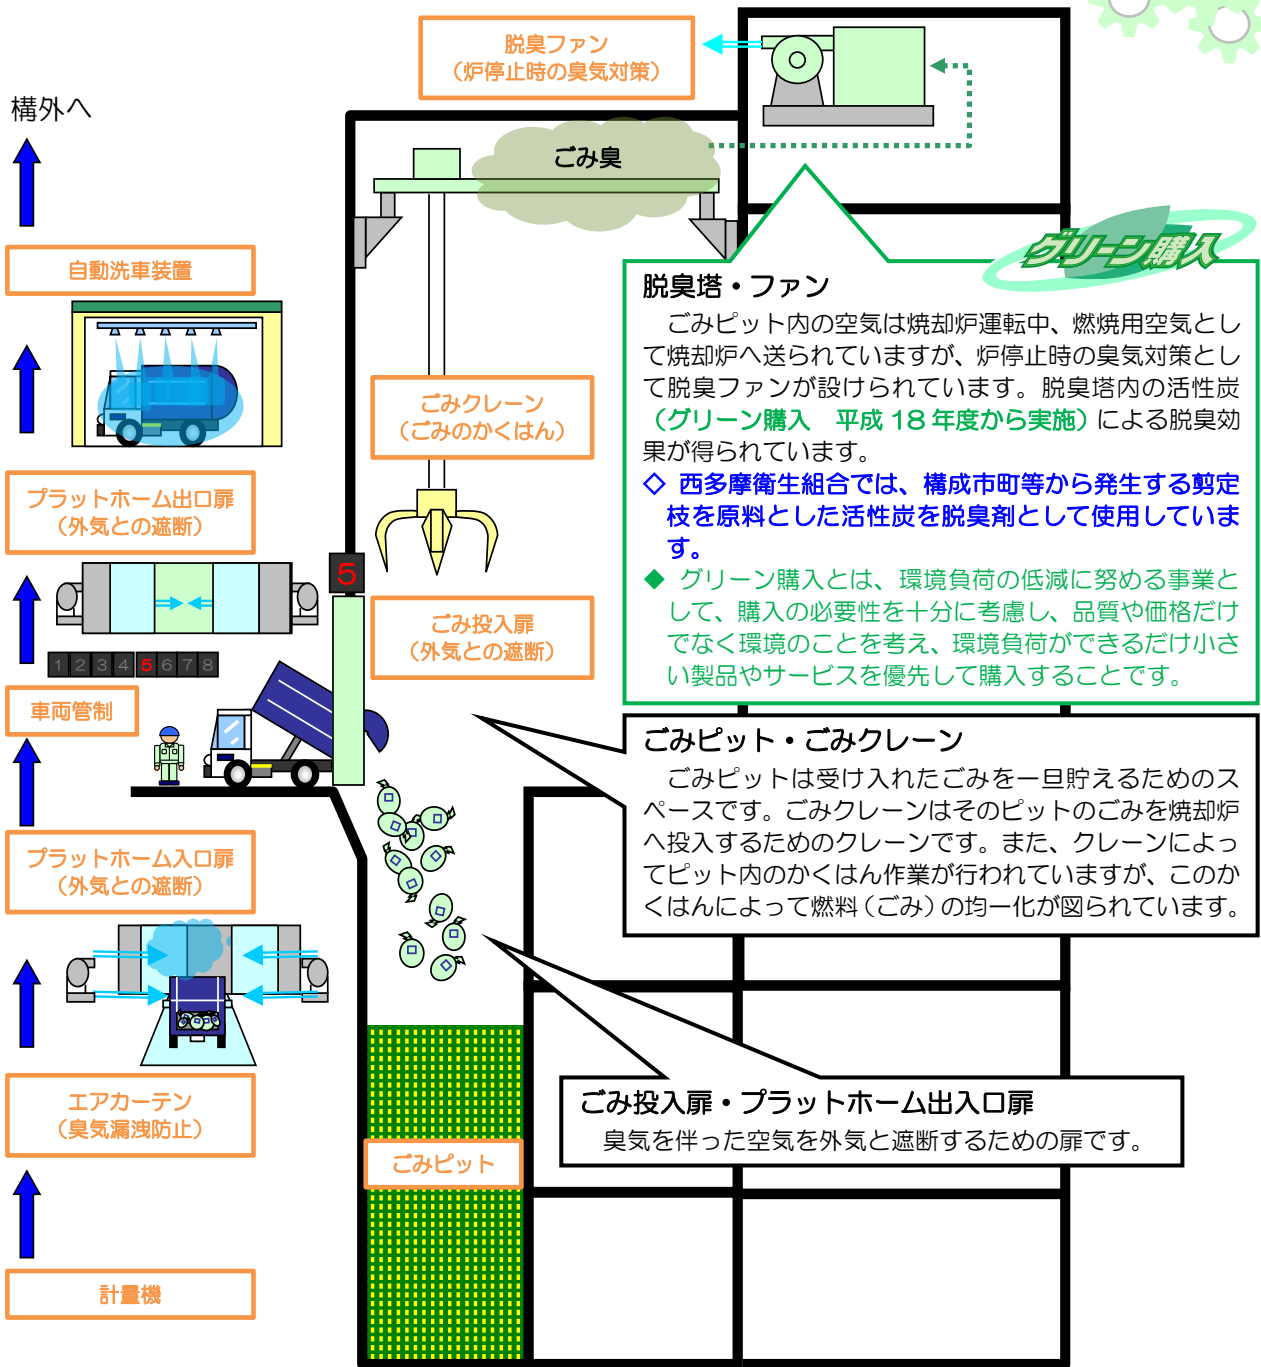 脱臭ファン
（炉停止時の臭気対策）
構外へ
ごみ臭
グリーン購入
自動洗車装置
脱臭塔・ファン
ごみピット内の空気は焼却炉運転中、燃焼用空気とし
て焼却炉へ送られていますが、炉停止時の臭気対策とし
て脱臭ファンが設けられています。脱臭塔内の活性炭
（グリーン購入　平成 18 年度から実施）による脱臭効
果が得られています。
◇ 西多摩衛生組合では、構成市町等から発生する剪定
枝を原料とした活性炭を脱臭剤として使用していま
す。
◆ グリーン購入とは、環境負荷の低減に努める事業と
して、購入の必要性を十分に考慮し、品質や価格だけ
でなく環境のことを考え、環境負荷ができるだけ小さ
い製品やサービスを優先して購入することです。
ごみクレーン
（ごみのかくはん）
プラットホーム出口扉
（外気との遮断）
5
ごみ投入扉
（外気との遮断）
1 2 3 4 5 6 7 8
車両管制
ごみピット・ごみクレーン
ごみピットは受け入れたごみを一旦貯えるためのス
ペースです。ごみクレーンはそのピットのごみを焼却炉
へ投入するためのクレーンです。また、クレーンによっ
てピット内のかくはん作業が行われていますが、このか
くはんによって燃料（ごみ）の均一化が図られています。
プラットホーム入口扉
（外気との遮断）
エアカーテン
（臭気漏洩防止）
ごみ投入扉・プラットホーム出入口扉
臭気を伴った空気を外気と遮断するための扉です。
ごみピット
計量機